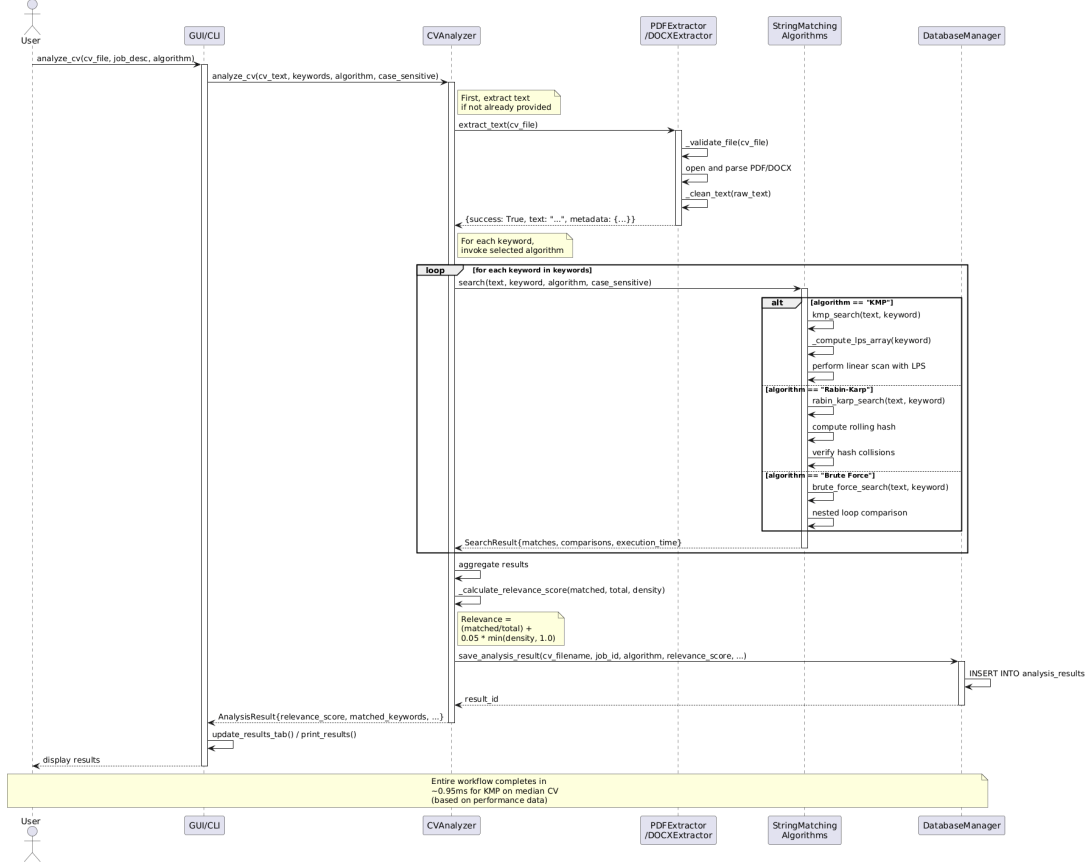 User
GUI/CLI
CVAnalyzer
PDFExtractor
/DOCXExtractor
StringMatching
Algorithms
DatabaseManager
analyze_cv(cv_file, job_desc, algorithm)
analyze_cv(cv_text, keywords, algorithm, case_sensitive)
First, extract text
if not already provided
extract_text(cv_file)
_validate_file(cv_file)
open and parse PDF/DOCX
_clean_text(raw_text)
{success: True, text: "...", metadata: {...}}
For each keyword,
invoke selected algorithm
loop [for each keyword in keywords]
search(text, keyword, algorithm, case_sensitive)
alt [algorithm == "KMP"]
kmp_search(text, keyword)
_compute_lps_array(keyword)
perform linear scan with LPS
[algorithm == "Rabin-Karp"]
rabin_karp_search(text, keyword)
compute rolling hash
verify hash collisions
[algorithm == "Brute Force"]
brute_force_search(text, keyword)
nested loop comparison
SearchResult{matches, comparisons, execution_time}
aggregate results
_calculate_relevance_score(matched, total, density)
Relevance =
(matched/total) +
0.05 * min(density, 1.0)
save_analysis_result(cv_filename, job_id, algorithm, relevance_score, ...)
INSERT INTO analysis_results
result_id
AnalysisResult{relevance_score, matched_keywords, ...}
update_results_tab() / print_results()
display results
Entire workflow completes in
~0.95ms for KMP on median CV
(based on performance data)
User
GUI/CLI
CVAnalyzer
PDFExtractor
/DOCXExtractor
StringMatching
Algorithms
DatabaseManager